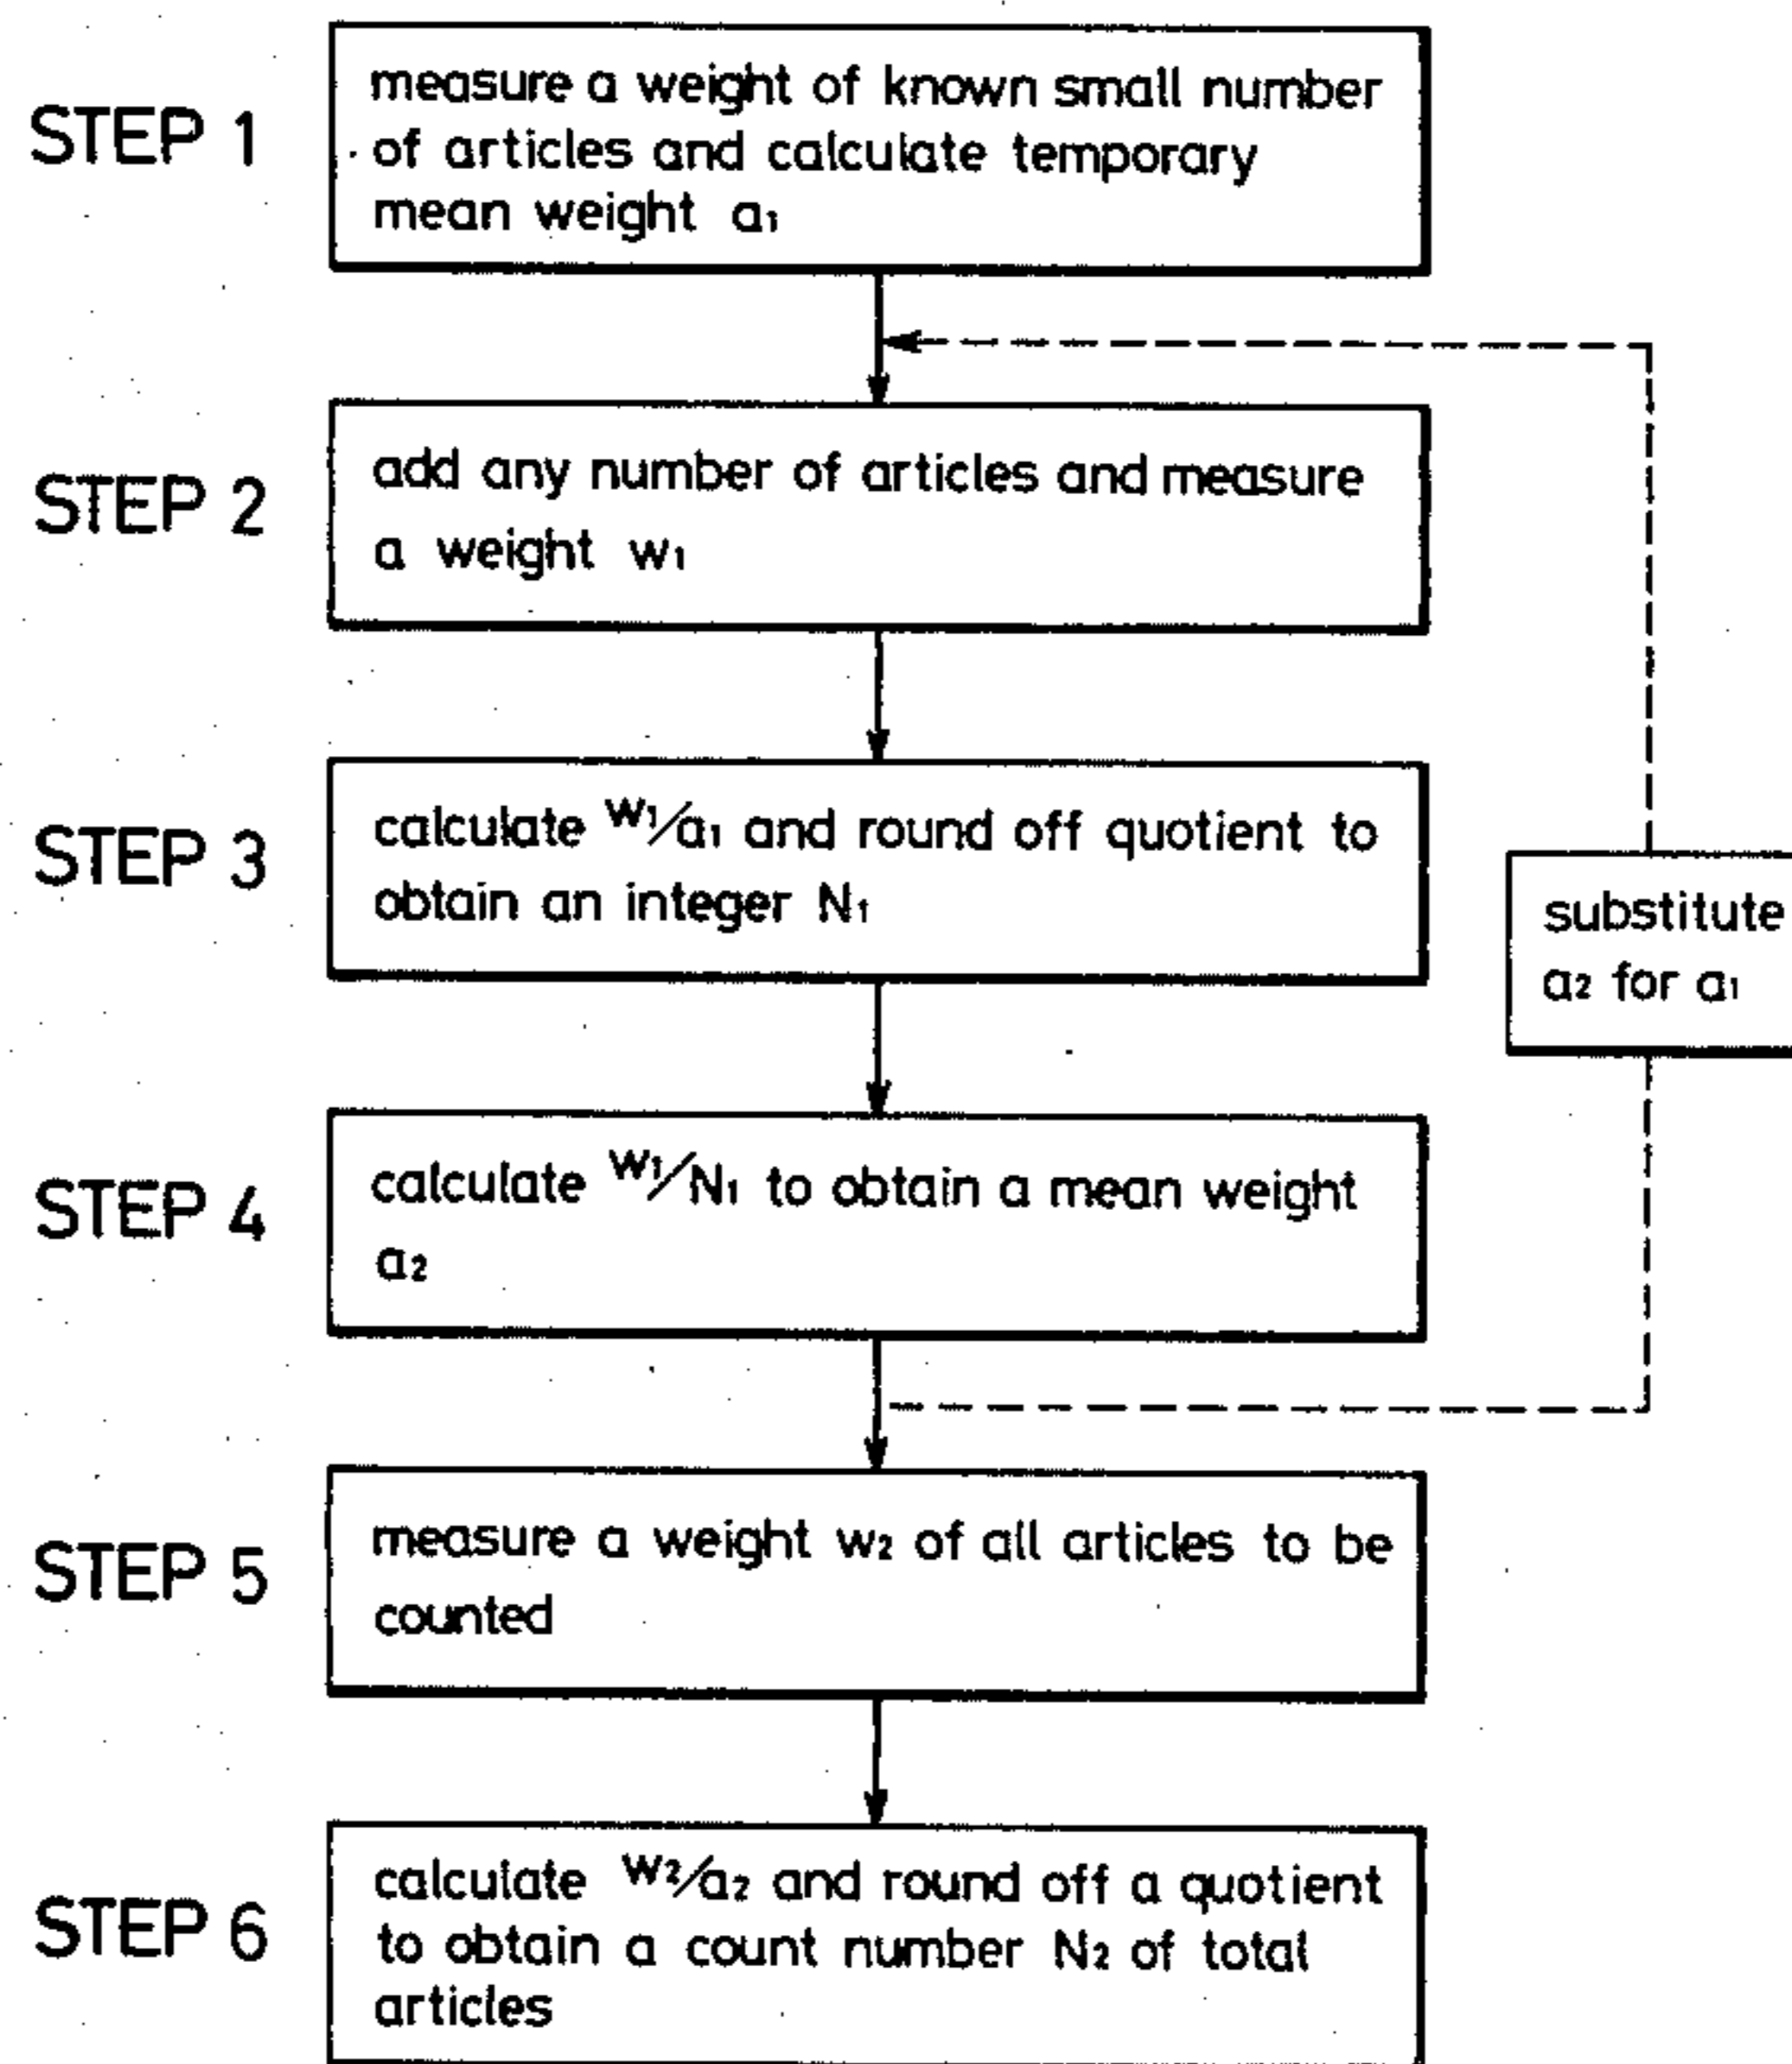 STEP 1
measure a weight of known small number
of articles and calculate temporary
mean weight a₁
STEP 2
add any number of articles and measure
a weight w₁
STEP 3
calculate w₁/a₁ and round off quotient to
obtain an integer N₁
substitute
a₂ for a₁
STEP 4
calculate w₁/N₁ to obtain a mean weight
a₂
STEP 5
measure a weight w₂ of all articles to be
counted
STEP 6
calculate w₂/a₂ and round off a quotient
to obtain a count number N₂ of total
articles